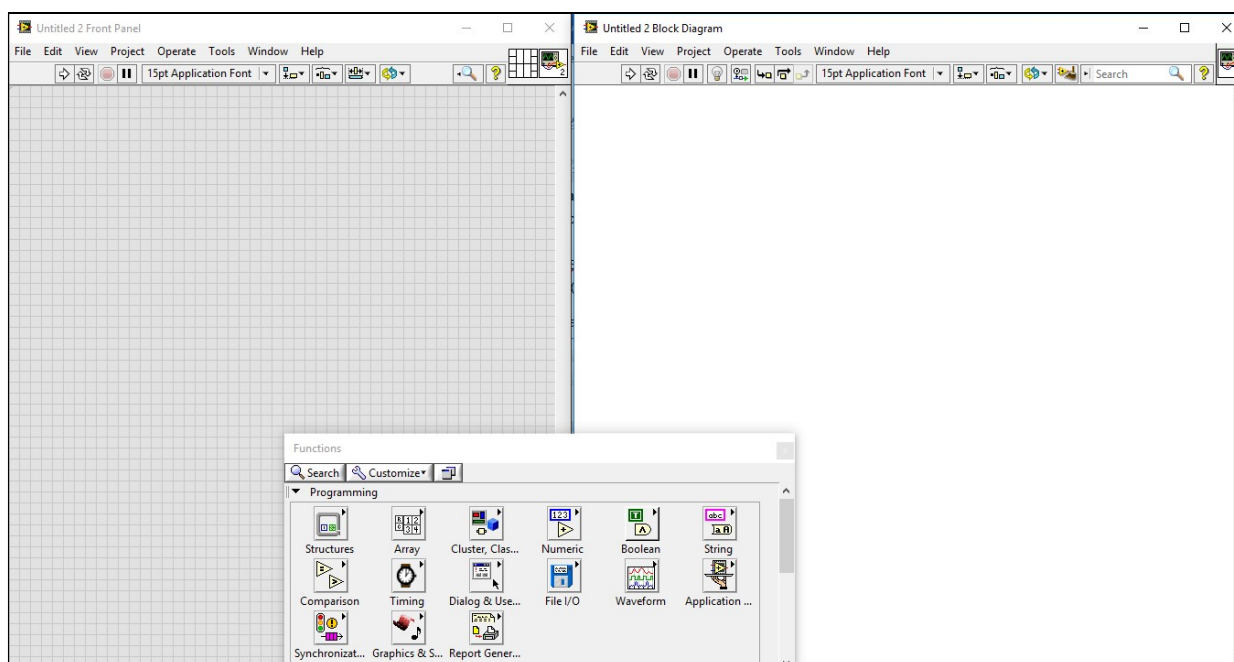 Untitled 2 Front Panel
File Edit View Project Operate Tools Window Help
15pt Application Font
2
Untitled 2 Block Diagram
File Edit View Project Operate Tools Window Help
15pt Application Font
Search
Functions
Search Customize
Programming
Structures Array Cluster, Clas... Numeric Boolean String
Comparison Timing Dialog & Use... File I/O Waveform Application ...
Synchronizat... Graphics & S... Report Gener...